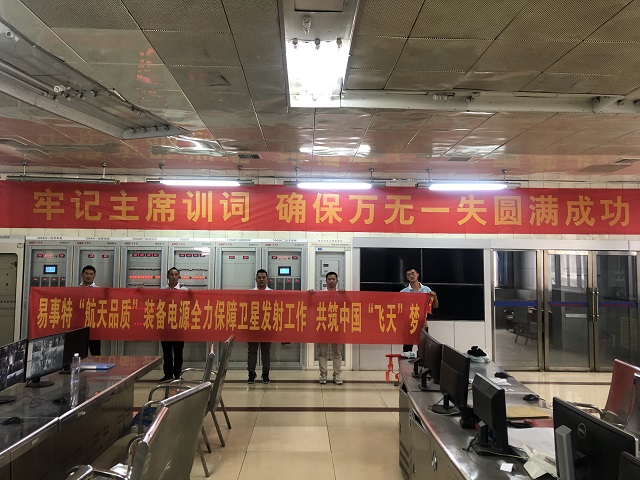 牢记主席训词 确保万无一失圆满成功
易事特“航天品质”装备电源全力保障卫星发射工作 共筑中国“飞天”梦